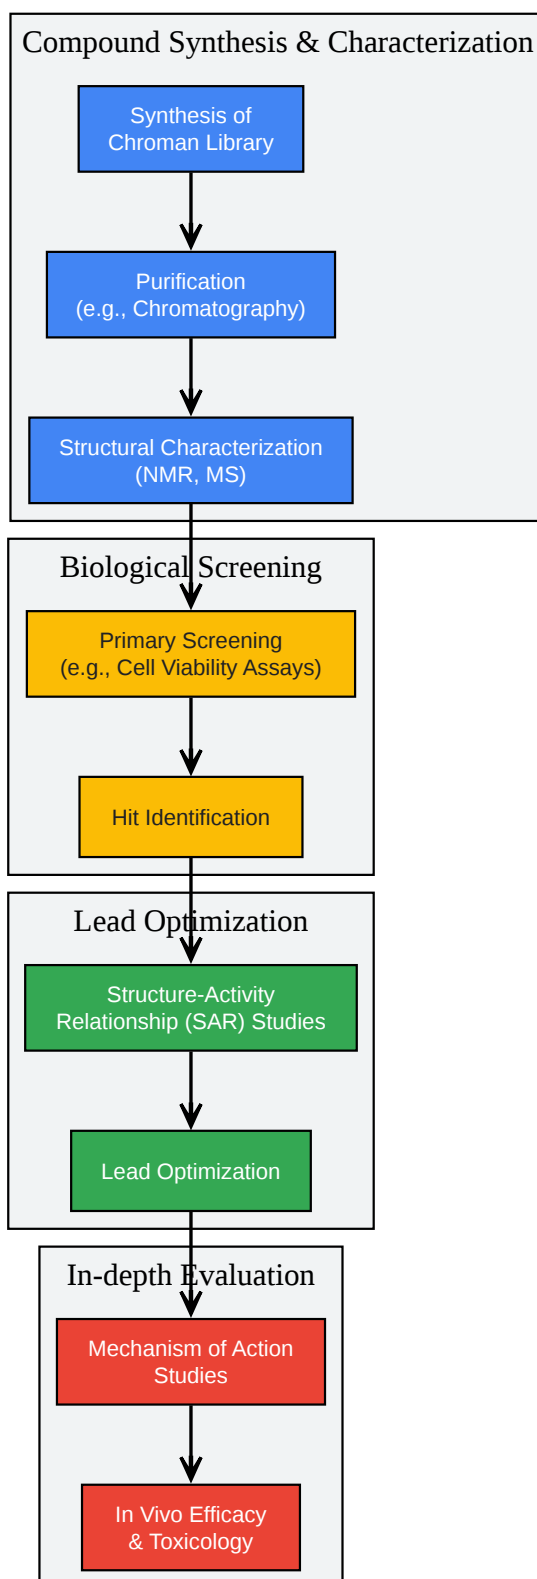 Compound Synthesis & Characterization
Synthesis of
Chroman Library
Purification
(e.g., Chromatography)
Structural Characterization
(NMR, MS)
Biological Screening
Primary Screening
(e.g., Cell Viability Assays)
Hit Identification
Lead Optimization
Structure-Activity
Relationship (SAR) Studies
Lead Optimization
In-depth Evaluation
Mechanism of Action
Studies
In Vivo Efficacy
& Toxicology